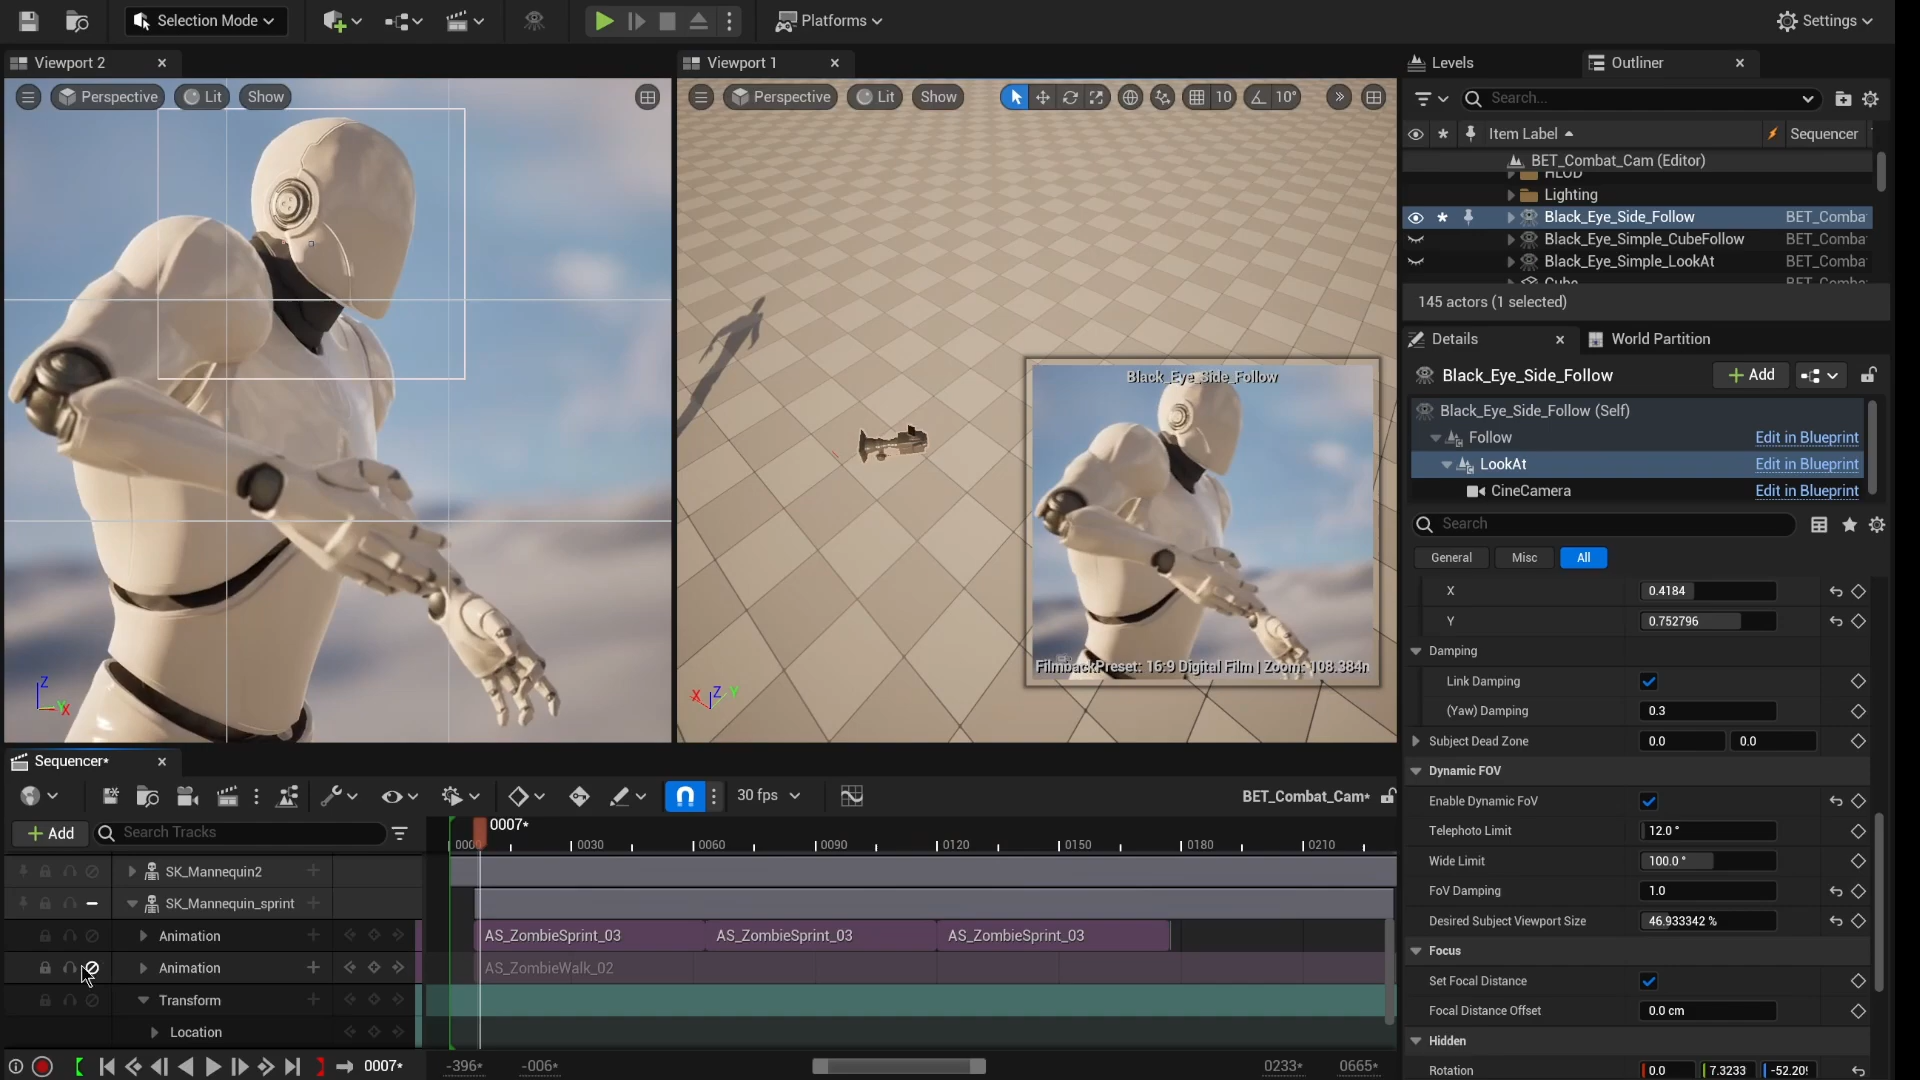 Selection Mode
Platforms
Settings
Viewport 2
Viewport 1
Levels
Outliner
Perspective
Lit
Show
Perspective
Lit
Show
10
10°
Search...
Item Label
Sequencer
BET_Combat_Cam (Editor)
HLOD
Lighting
Black_Eye_Side_Follow
BET_Comba
Black_Eye_Simple_CubeFollow
BET_Comba
Black_Eye_Simple_LookAt
BET_Comba
Cube
145 actors (1 selected)
Details
World Partition
Black_Eye_Side_Follow
Add
Black_Eye_Side_Follow (Self)
Follow
Edit in Blueprint
LookAt
Edit in Blueprint
CineCamera
Edit in Blueprint
Search
General
Misc
All
X
0.4184
Y
0.752796
Damping
Link Damping
(Yaw) Damping
0.3
Subject Dead Zone
0.0
0.0
Dynamic FOV
Enable Dynamic FoV
Telephoto Limit
12.0 °
Wide Limit
100.0 °
FoV Damping
1.0
Desired Subject Viewport Size
46.933342 %
Focus
Set Focal Distance
Focal Distance Offset
0.0 cm
Hidden
Rotation
0.0
7.3233
-52.209
Black_Eye_Side_Follow
FilmbackPreset: 16:9 Digital Film | Zoom: 108.384m
Z
Y
X
X
Z
Y
Sequencer*
30 fps
BET_Combat_Cam*
Add
Search Tracks
0007*
0000
0030
0060
0090
0120
0150
0180
0210
SK_Mannequin2
SK_Mannequin_sprint
Animation
AS_ZombieSprint_03
AS_ZombieSprint_03
AS_ZombieSprint_03
Animation
AS_ZombieWalk_02
Transform
Location
0007*
-396*
-006*
0233*
0665*